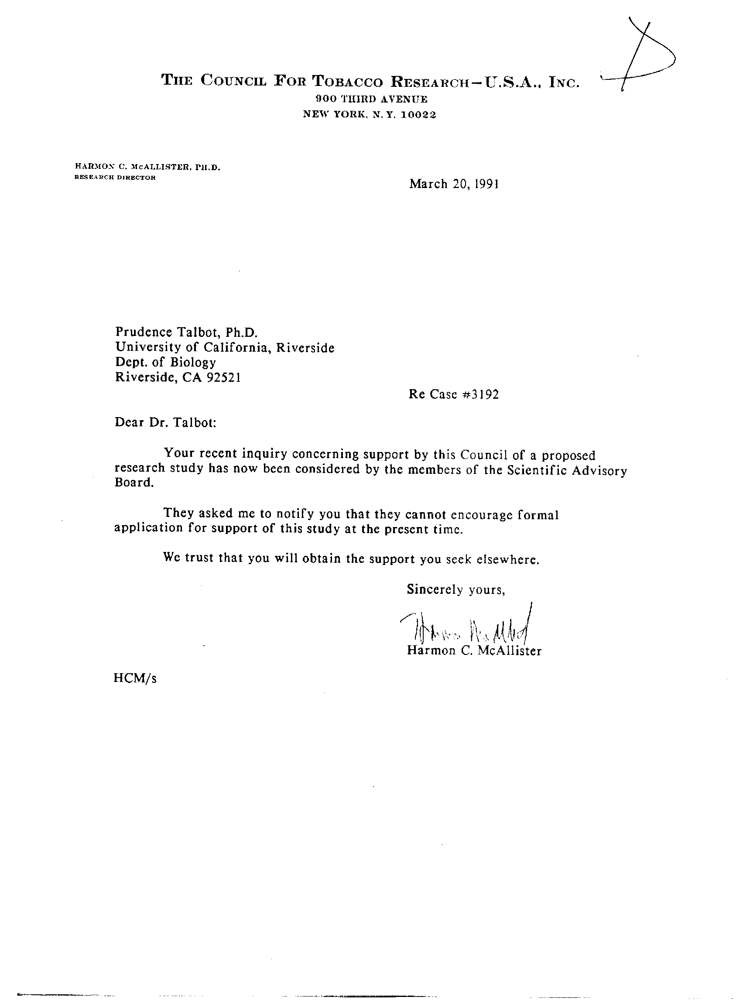 THE COUNCIL FOR TOBACCO RESEARCH-U.S.A., INC.
900 THIRD AVENUE
NEW YORK, N. Y. 10022
HARMON C. McALLISTER, PH.D.
RESEARCH DIRECTOR
March 20, 1991
Prudence Talbot, Ph.D.
University of California, Riverside
Dept. of Biology
Riverside, CA 92521
Re Case #3192
Dear Dr. Talbot:
Your recent inquiry concerning support by this Council of a proposed
research study has now been considered by the members of the Scientific Advisory
Board.
They asked me to notify you that they cannot encourage formal
application for support of this study at the present time.
We trust that you will obtain the support you seek elsewhere.
Sincerely yours,
Harmon C. McAllister
HCM/s